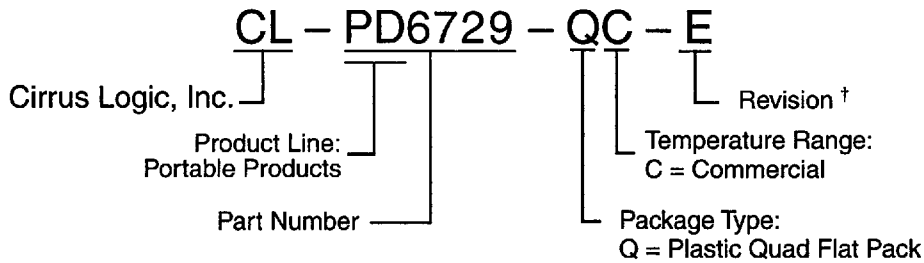 CL – PD6729 – QC – E
Cirrus Logic, Inc.
Revision †
Product Line:
Portable Products
Temperature Range:
C = Commercial
Part Number
Package Type:
Q = Plastic Quad Flat Pack